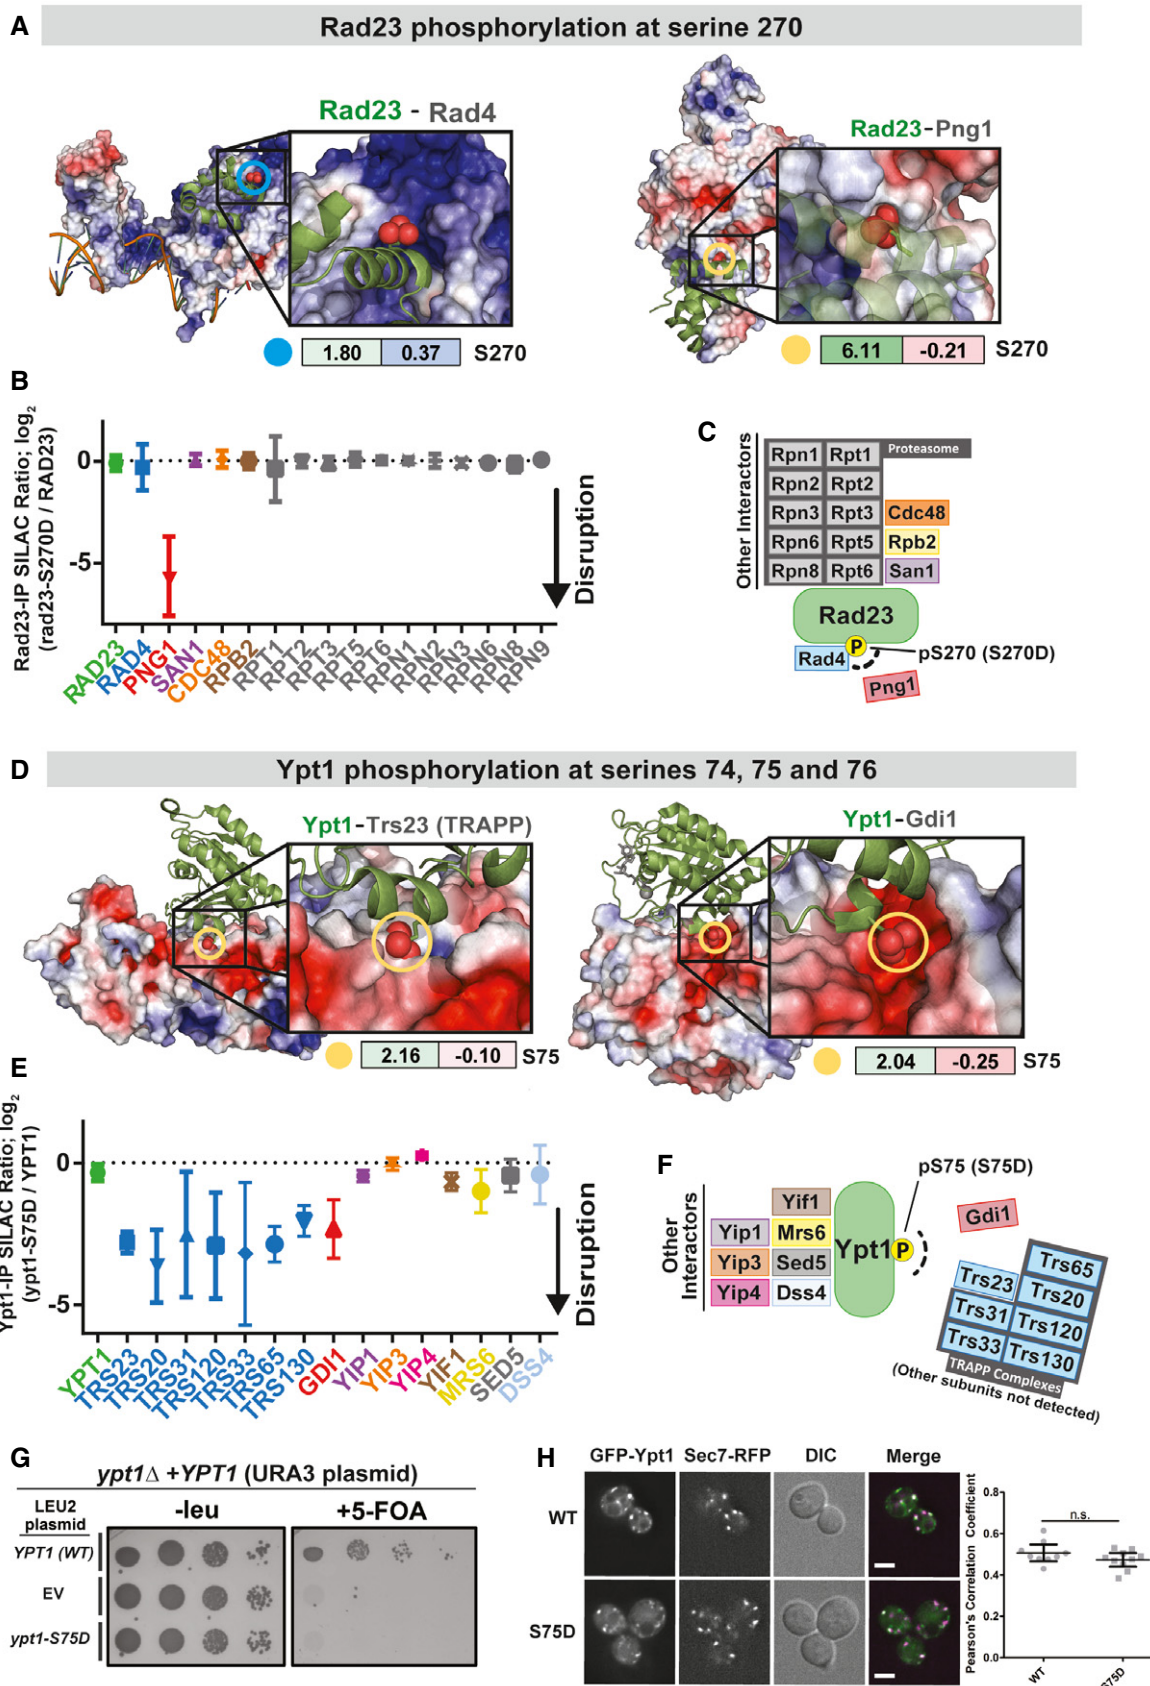 A
Rad23 phosphorylation at serine 270
Rad23 - Rad4
Rad23-Png1
1.80 0.37 S270
6.11 -0.21 S270
B
Rad23-IP SILAC Ratio; log2
(rad23-S270D / RAD23)
0
-5
Disruption
RAD23
RAD4
PNG1
SAN1
CDC48
RPB2
RPT1
RPT2
RPT3
RPT5
RPT6
RPN1
RPN2
RPN3
RPN6
RPN8
RPN9
C
Other Interactors
Rpn1 Rpt1 Proteasome
Rpn2 Rpt2
Rpn3 Rpt3 Cdc48
Rpn6 Rpt5 Rpb2
Rpn8 Rpt6 San1
Rad23
P
Rad4
pS270 (S270D)
Png1
D
Ypt1 phosphorylation at serines 74, 75 and 76
Ypt1-Trs23 (TRAPP)
Ypt1-Gdi1
2.16 -0.10 S75
2.04 -0.25 S75
E
Ypt1-IP SILAC Ratio; log2
(ypt1-S75D / YPT1)
0
-5
Disruption
YPT1
TRS23
TRS20
TRS31
TRS120
TRS33
TRS65
TRS130
GDI1
YIP1
YIP3
YIP4
YIF1
MRS6
SED5
DSS4
F
pS75 (S75D)
Other
Interactors
Yif1
Yip1 Mrs6
Yip3 Sed5
Yip4 Dss4
Ypt1 P
Gdi1
Trs65
Trs23 Trs20
Trs31 Trs120
Trs33 Trs130
TRAPP Complexes
(Other subunits not detected)
G
ypt1Δ +YPT1 (URA3 plasmid)
LEU2
plasmid
-leu
+5-FOA
YPT1 (WT)
EV
ypt1-S75D
H
GFP-Ypt1 Sec7-RFP DIC Merge
WT
S75D
Pearson's Correlation Coefficient
0.8
0.6
0.4
0.2
0.0
n.s.
WT
S75D